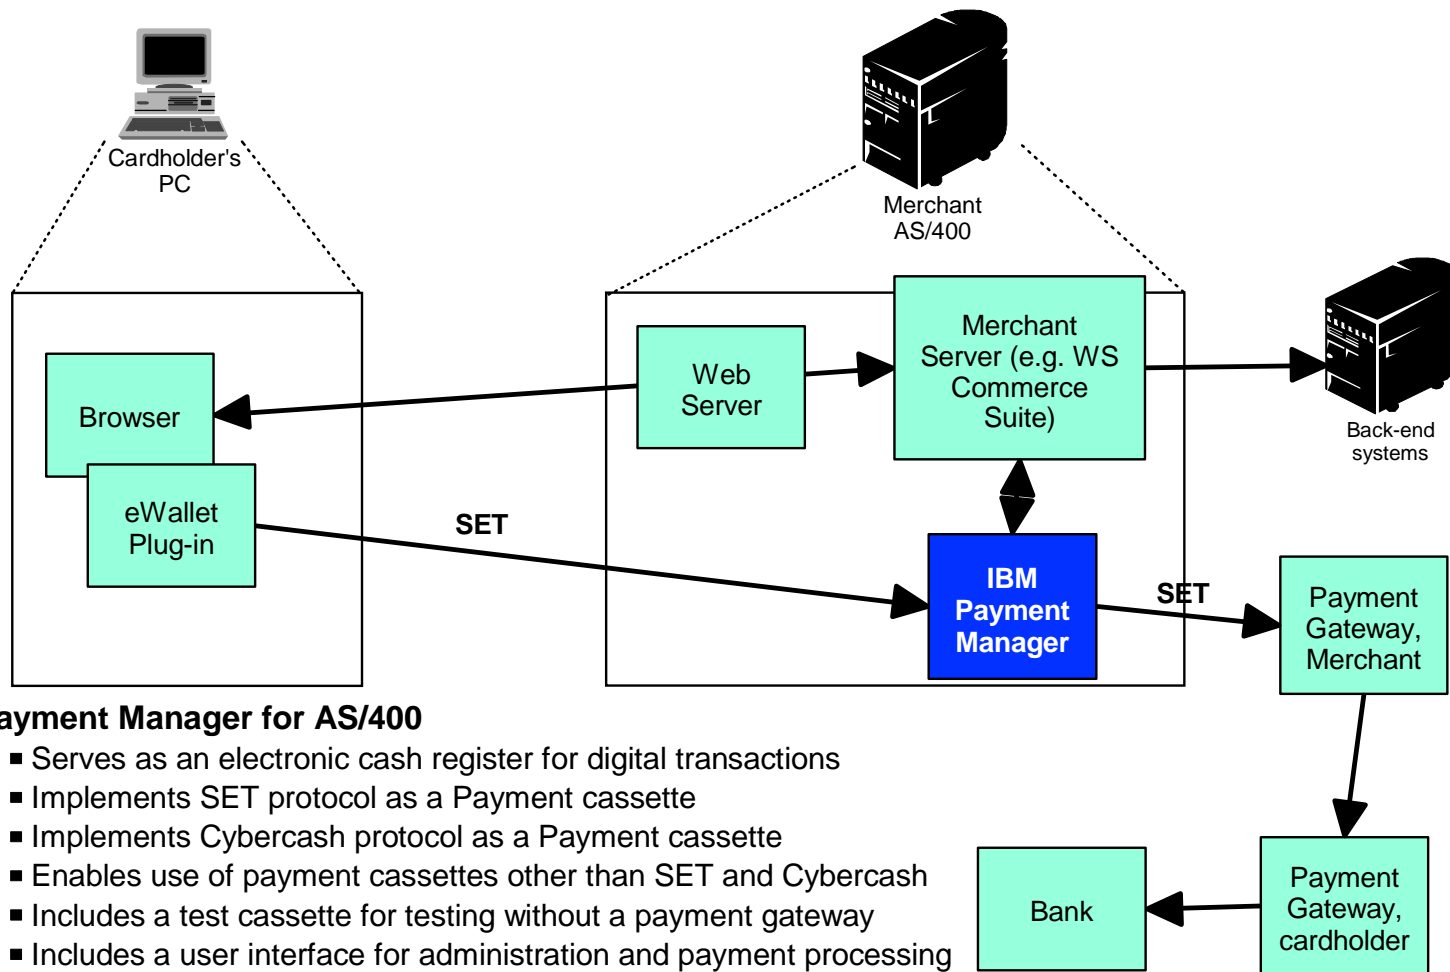 Cardholder's
PC
Merchant
AS/400
Browser
eWallet
Plug-in
SET
Web
Server
Merchant
Server (e.g. WS
Commerce
Suite)
Back-end
systems
IBM
Payment
Manager
SET
Payment
Gateway,
Merchant
Payment
Gateway,
cardholder
Bank
ayment Manager for AS/400
▪ Serves as an electronic cash register for digital transactions
▪ Implements SET protocol as a Payment cassette
▪ Implements Cybercash protocol as a Payment cassette
▪ Enables use of payment cassettes other than SET and Cybercash
▪ Includes a test cassette for testing without a payment gateway
▪ Includes a user interface for administration and payment processing